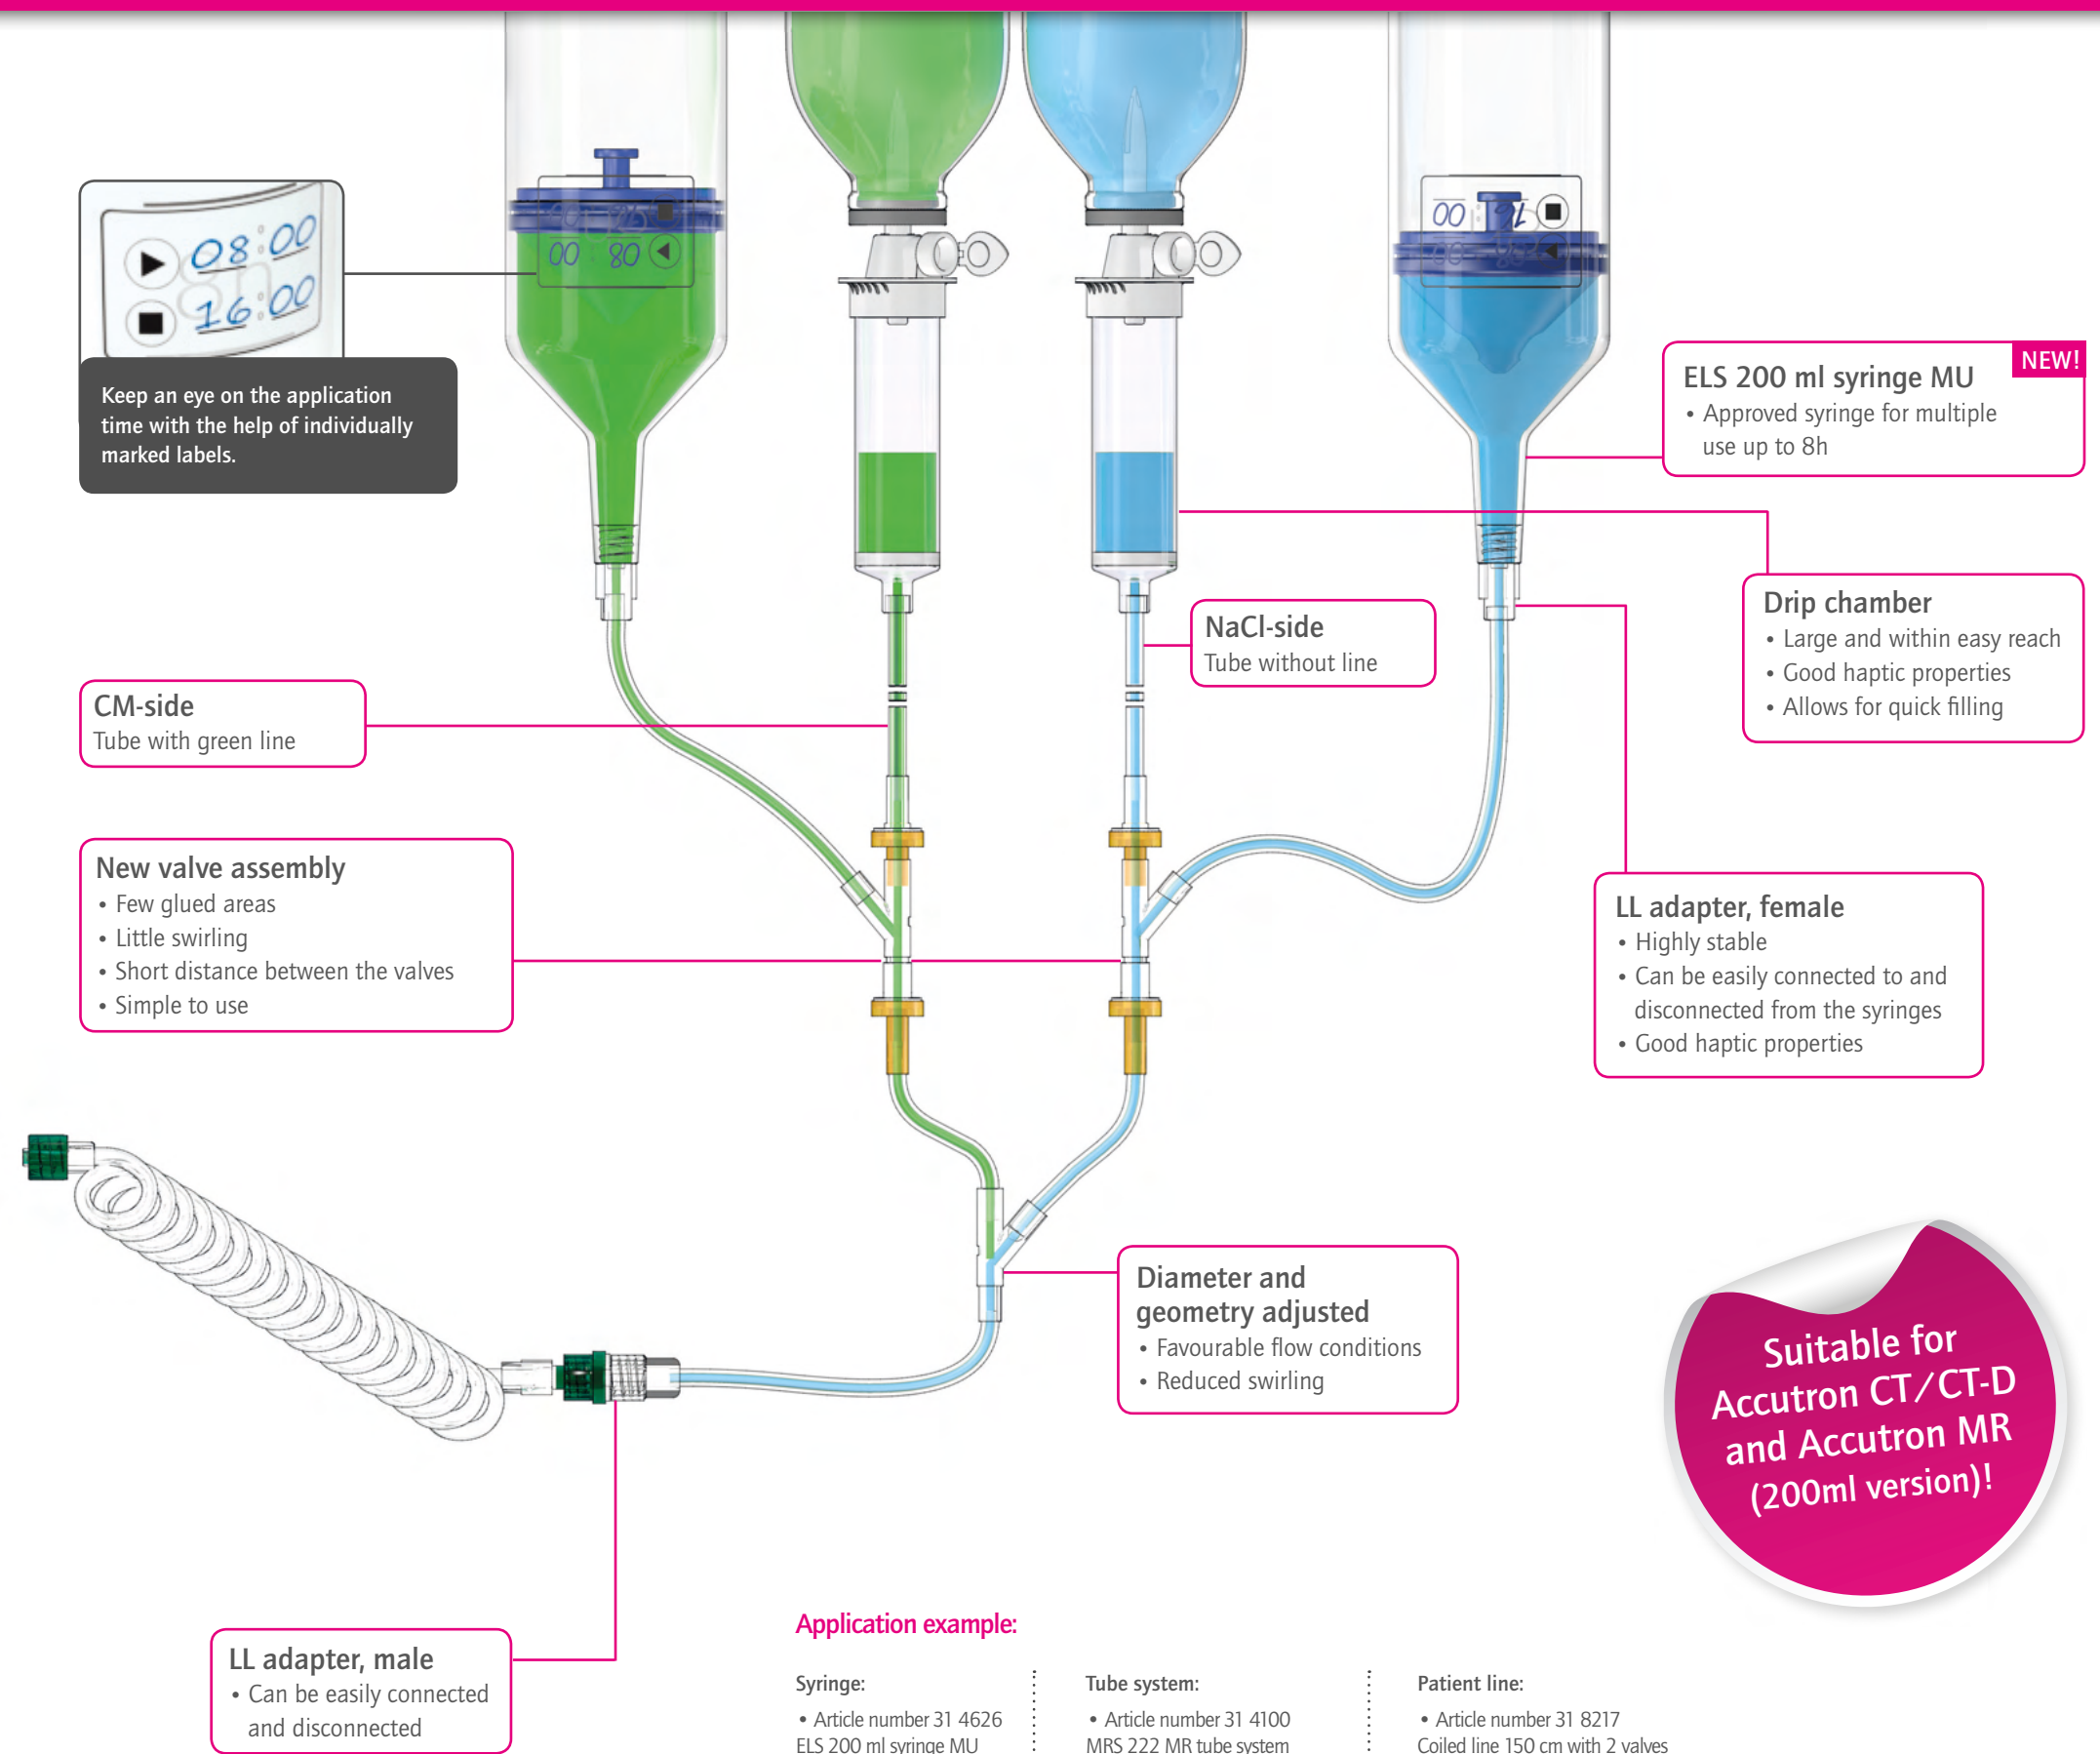 08:00
16:00
Keep an eye on the application
time with the help of individually
marked labels.
NEW!
ELS 200 ml syringe MU
• Approved syringe for multiple
use up to 8h
Drip chamber
• Large and within easy reach
• Good haptic properties
• Allows for quick filling
NaCl-side
Tube without line
CM-side
Tube with green line
New valve assembly
• Few glued areas
• Little swirling
• Short distance between the valves
• Simple to use
LL adapter, female
• Highly stable
• Can be easily connected to and
disconnected from the syringes
• Good haptic properties
Diameter and
geometry adjusted
• Favourable flow conditions
• Reduced swirling
Suitable for
Accutron CT/CT-D
and Accutron MR
(200ml version)!
LL adapter, male
• Can be easily connected
and disconnected
Application example:
Syringe:
• Article number 31 4626
ELS 200 ml syringe MU
Tube system:
• Article number 31 4100
MRS 222 MR tube system
Patient line:
• Article number 31 8217
Coiled line 150 cm with 2 valves